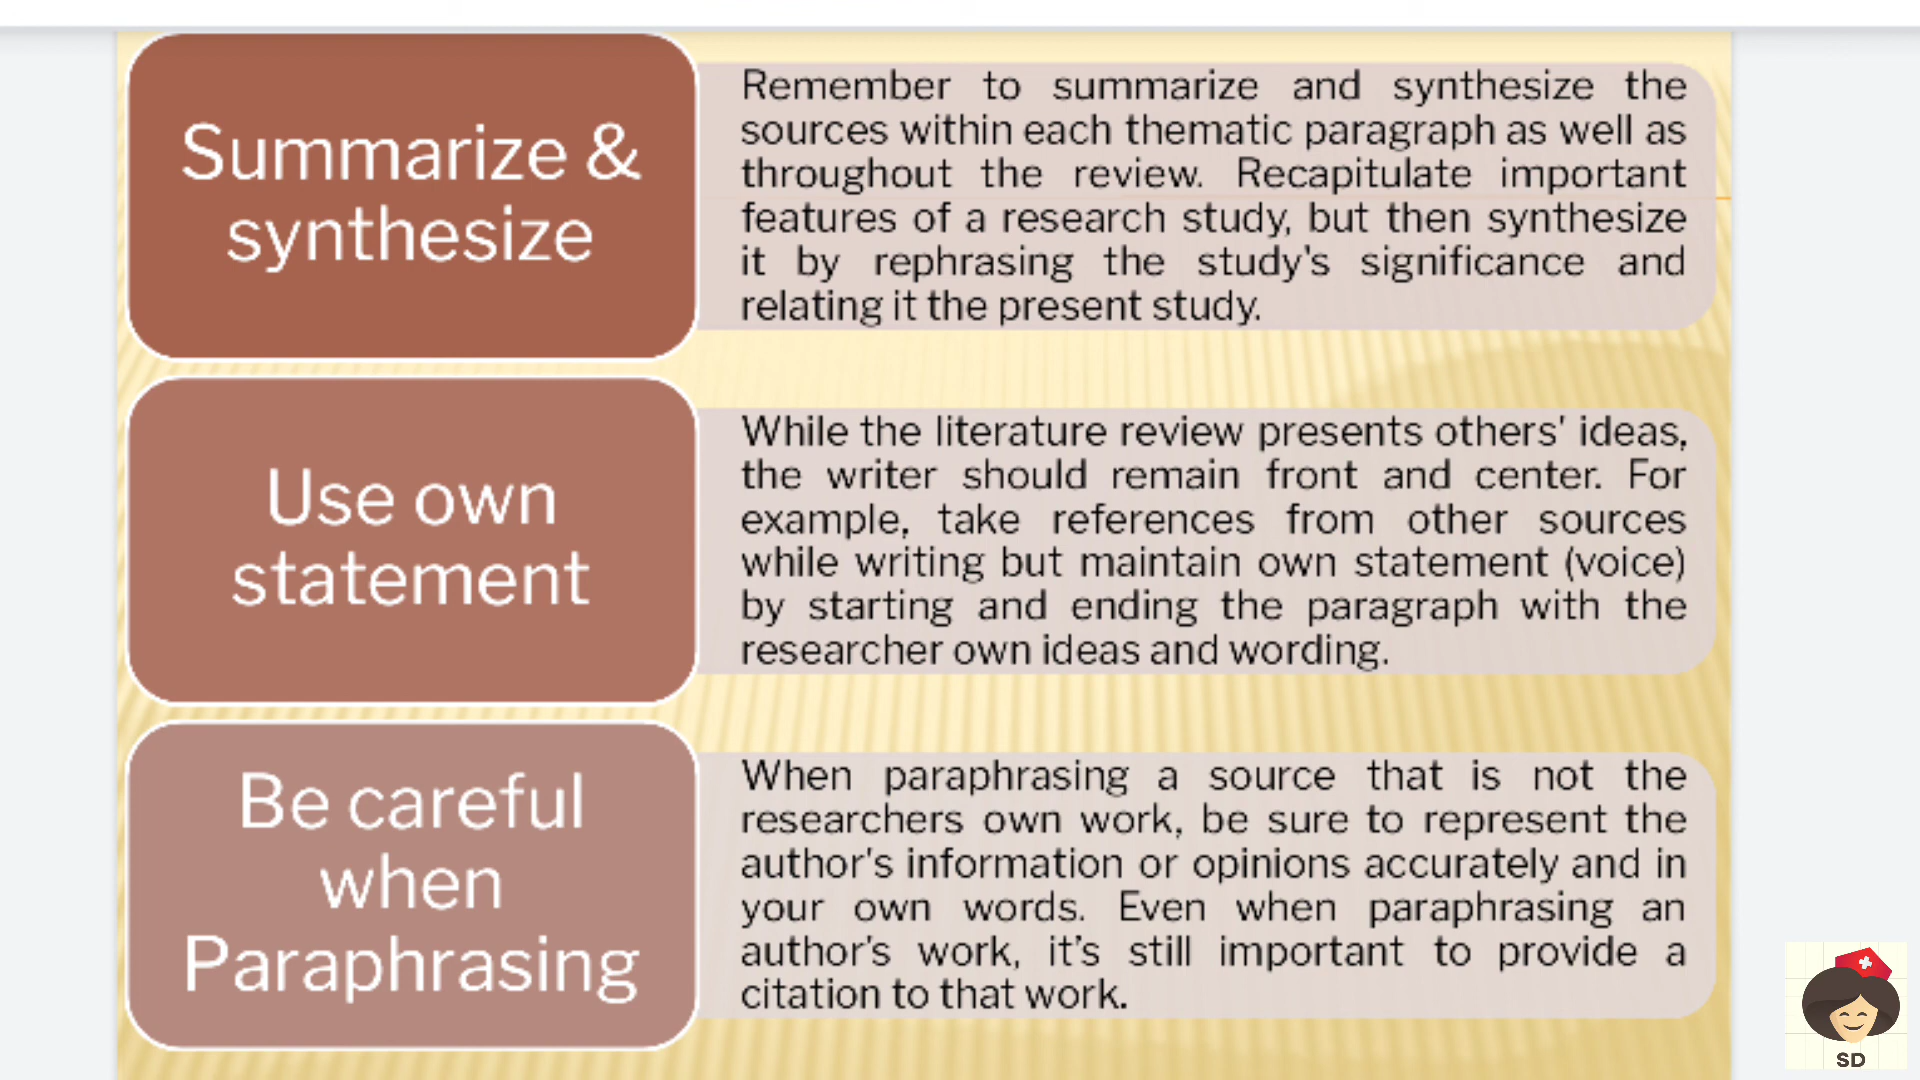 Summarize &
synthesize
Remember to summarize and synthesize the
sources within each thematic paragraph as well as
throughout the review. Recapitulate important
features of a research study, but then synthesize
it by rephrasing the study's significance and
relating it the present study.
Use own
statement
While the literature review presents others' ideas,
the writer should remain front and center. For
example, take references from other sources
while writing but maintain own statement (voice)
by starting and ending the paragraph with the
researcher own ideas and wording.
Be careful
when
Paraphrasing
When paraphrasing a source that is not the
researchers own work, be sure to represent the
author's information or opinions accurately and in
your own words. Even when paraphrasing an
author's work, it’s still important to provide a
citation to that work.
SD